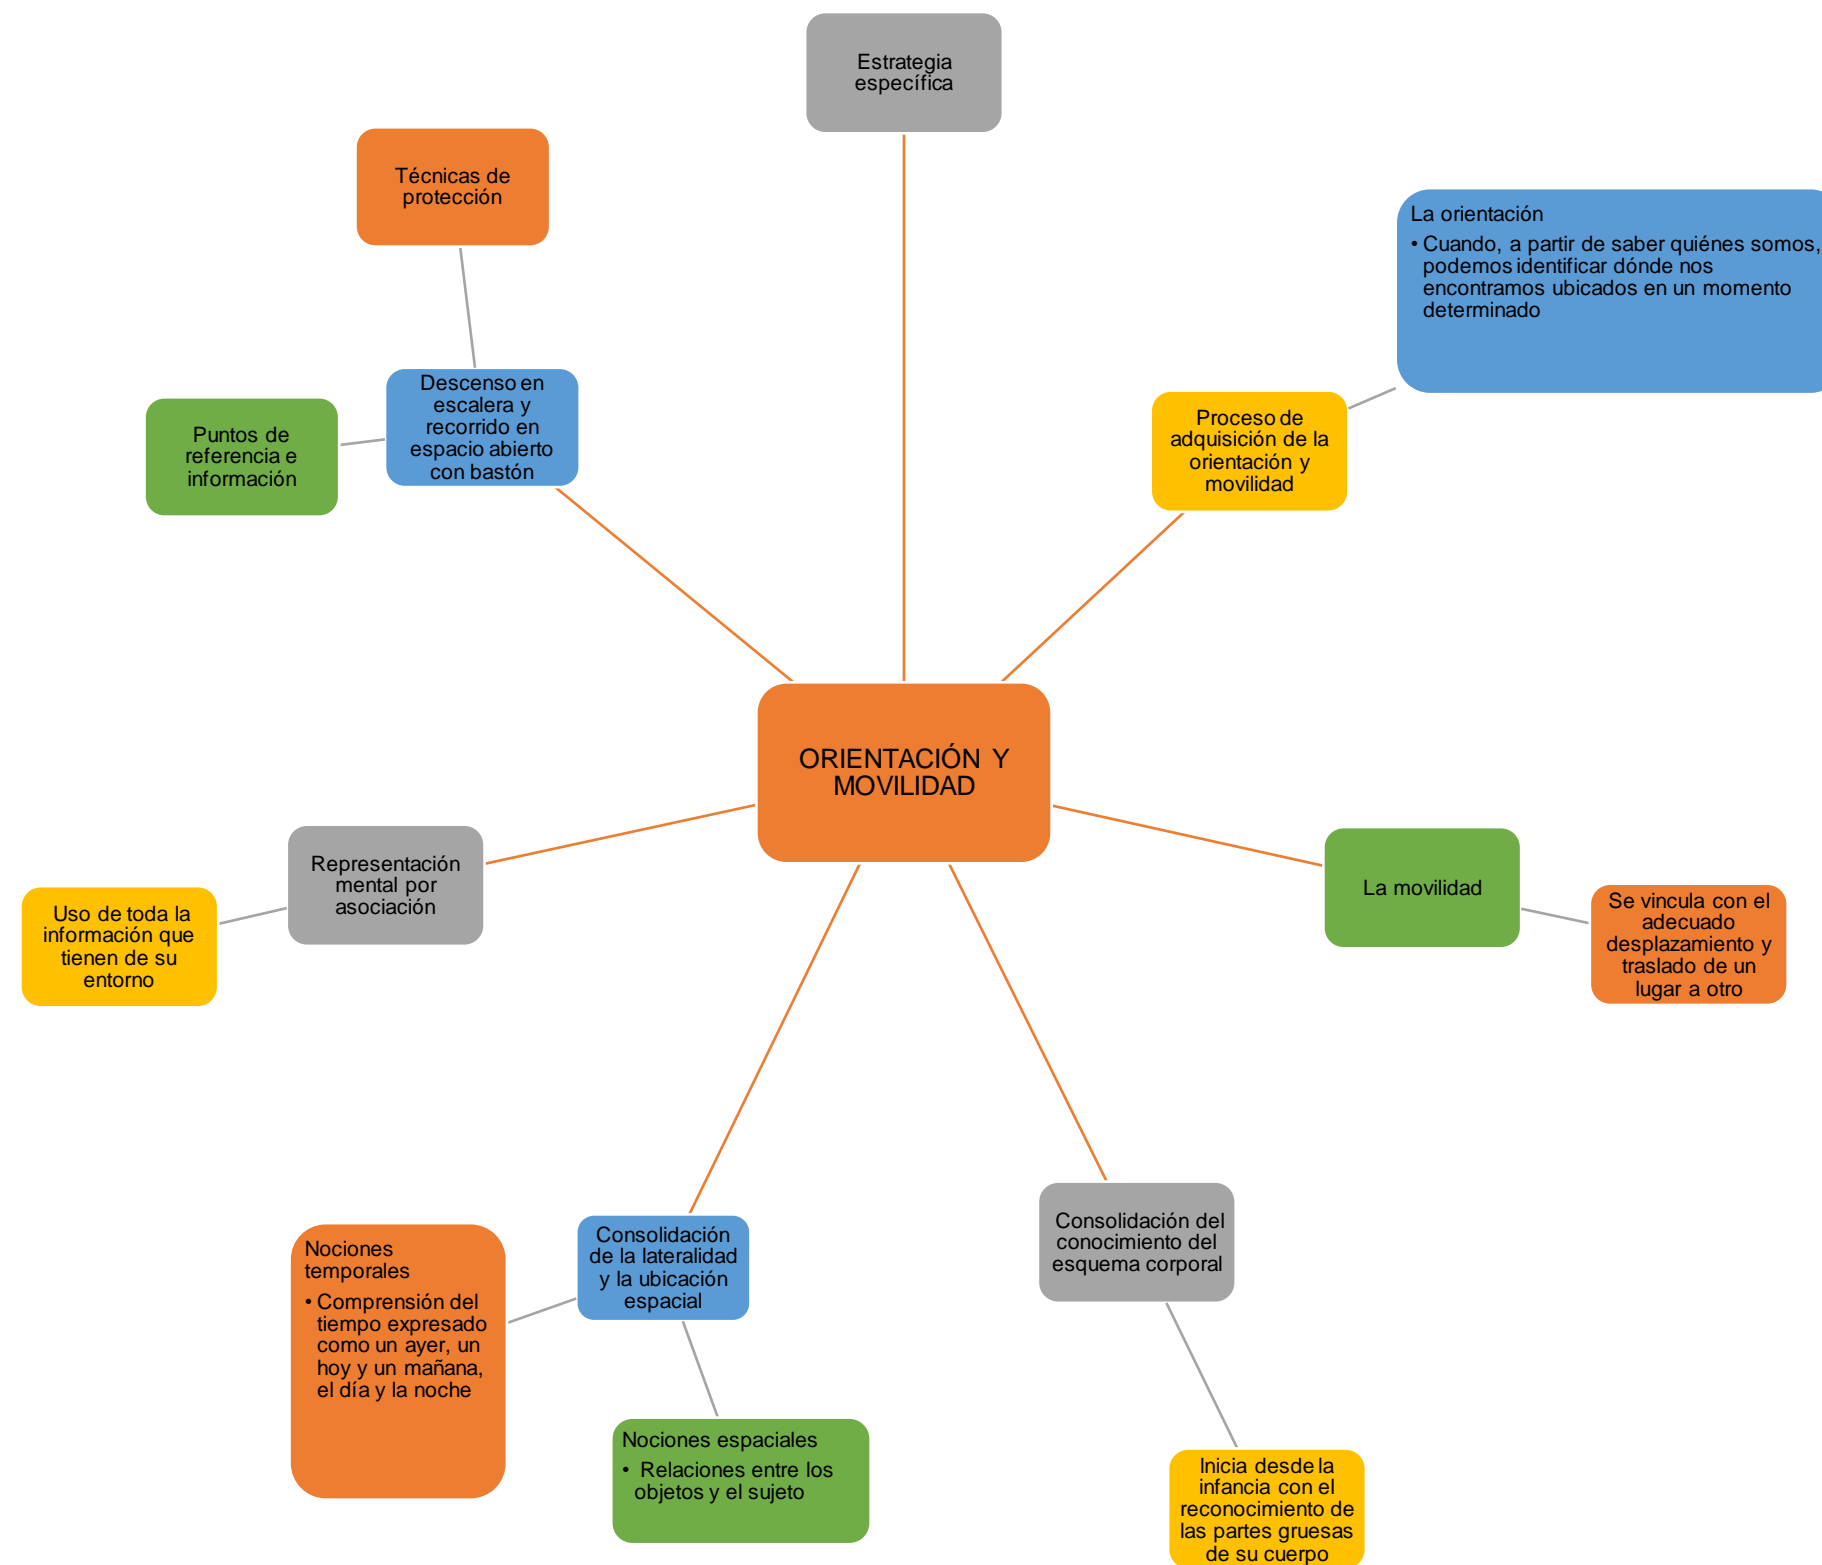 Estrategia
específica
Técnicas de
protección
La orientación
• Cuando, a partir de saber quiénes somos,
podemos identificar dónde nos
encontramos ubicados en un momento
determinado
Descenso en
escalera y
recorrido en
espacio abierto
con bastón
Puntos de
referencia e
información
Proceso de
adquisición de la
orientación y
movilidad
ORIENTACIÓN Y
MOVILIDAD
Representación
mental por
asociación
Uso de toda la
información que
tienen de su
entorno
La movilidad
Se vincula con el
adecuado
desplazamiento y
traslado de un
lugar a otro
Consolidación del
conocimiento del
esquema corporal
Consolidación
de la lateralidad
y la ubicación
espacial
Nociones
temporales
• Comprensión del
tiempo expresado
como un ayer, un
hoy y un mañana,
el día y la noche
Nociones espaciales
• Relaciones entre los
objetos y el sujeto
Inicia desde la
infancia con el
reconocimiento de
las partes gruesas
de su cuerpo